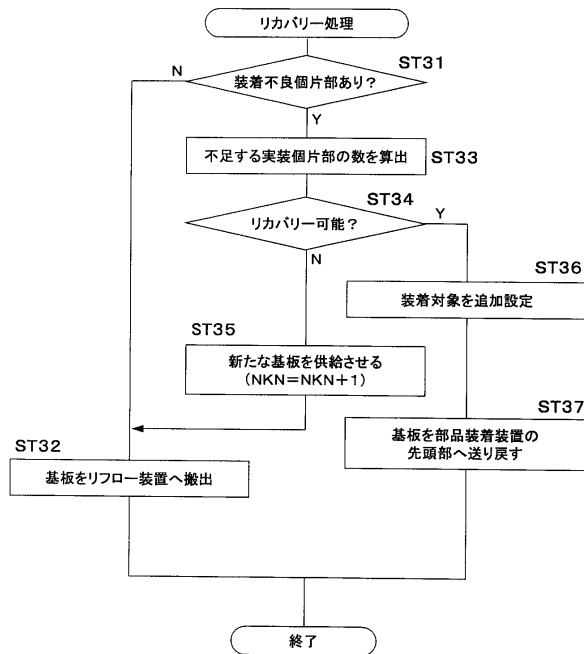 リカバリー処理
ST31
N
装着不良個片部あり？
Y
不足する実装個片部の数を算出
ST33
ST34
リカバリー可能？
Y
N
ST36
装着対象を追加設定
ST35
新たな基板を供給させる
（NKN＝NKN＋1）
ST37
基板を部品装着装置の
先頭部へ送り戻す
ST32
基板をリフロー装置へ搬出
終了